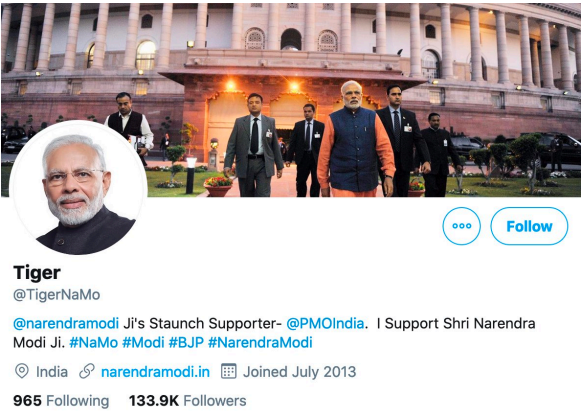 Follow
Tiger
@TigerNaMo
@narendramodi Ji's Staunch Supporter- @PMOIndia. I Support Shri Narendra
Modi Ji. #NaMo #Modi #BJP #NarendraModi
India narendramodi.in Joined July 2013
965 Following 133.9K Followers